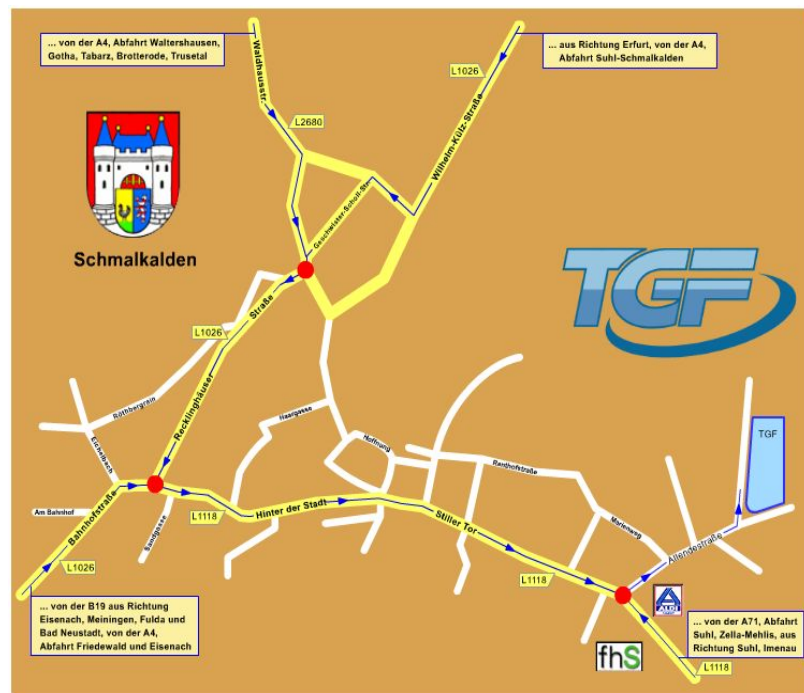 ... von der A4, Abfahrt Waltershausen,
Gotha, Tabarz, Brotterode, Trusetal
... aus Richtung Erfurt, von der A4,
Abfahrt Suhl-Schmalkalden
Waldhausstr.
L1026
L2680
Wilhelm-Külz-Straße
Geschwister-Scholl-Str.
Schmalkalden
TGF
Straße
L1026
Recklinghäuser
Röthbergrain
Haargasse
Hoffnung
Eichelbach
Ranthofstraße
TGF
Am Bahnhof
Bahnhofstraße
Sandgasse
L1118
Hinter der Stadt
Stiller Tor
Marienweg
Allendestraße
L1026
L1118
... von der B19 aus Richtung
Eisenach, Meiningen, Fulda und
Bad Neustadt, von der A4,
Abfahrt Friedewald und Eisenach
ALDI
fhS
... von der A71, Abfahrt
Suhl, Zella-Mehlis, aus
Richtung Suhl, Imenau
L1118